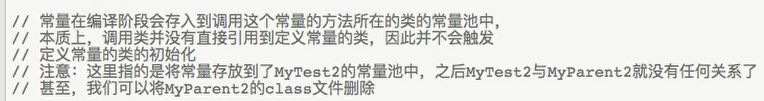 // 常量在编译阶段会存入到调用这个常量的方法所在的类的常量池中，
// 本质上，调用类并没有直接引用到定义常量的类，因此并不会触发
// 定义常量的类的初始化
// 注意：这里指的是将常量存放到了MyTest2的常量池中，之后MyTest2与MyParent2就没有任何关系了
// 甚至，我们可以将MyParent2的class文件删除